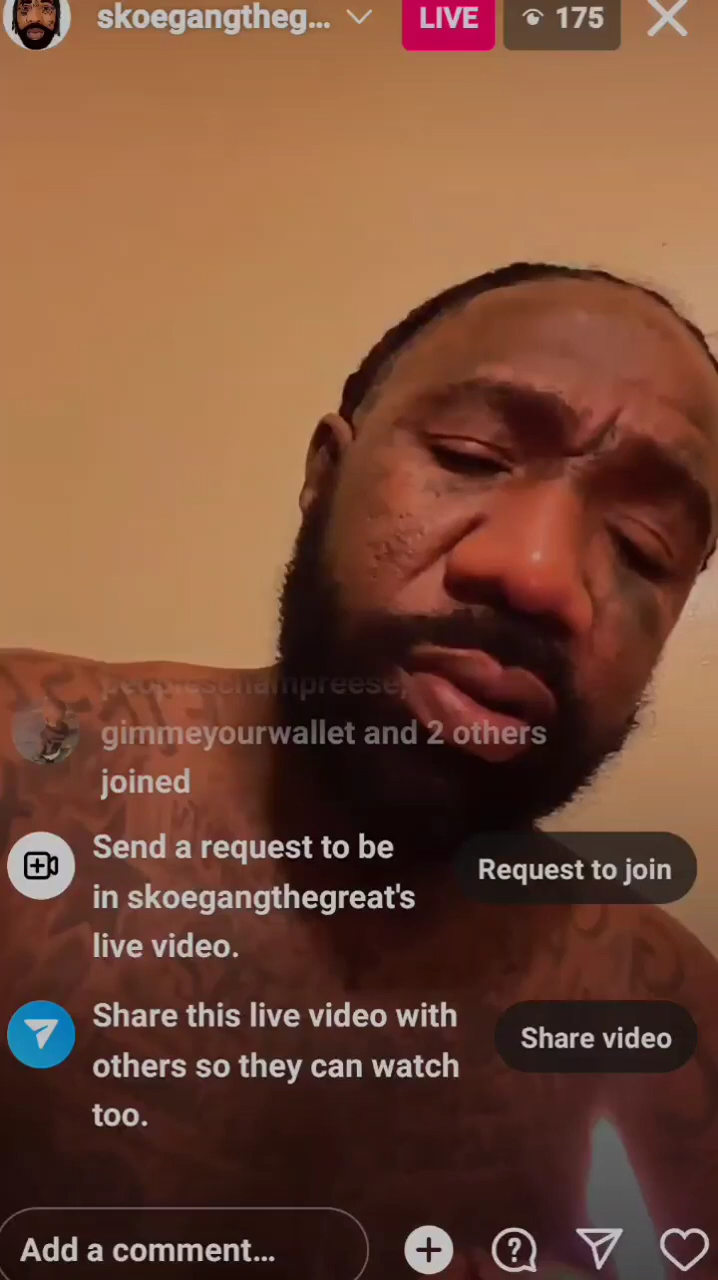 skoegangtheg...
LIVE
175
peopleschampreese,
gimmeyourwallet and 2 others
joined
Send a request to be
in skoegangthegreat's
live video.
Request to join
Share this live video with
others so they can watch
too.
Share video
Add a comment...